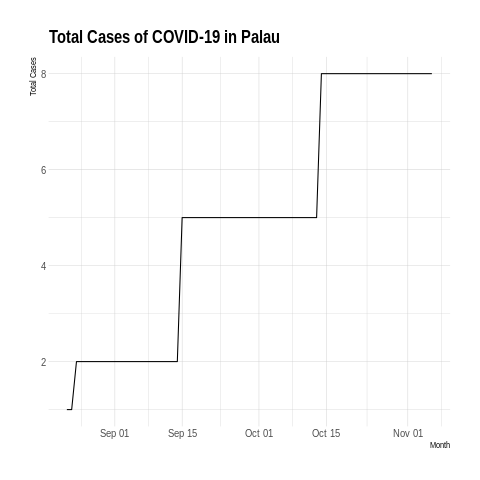 Total Cases of COVID-19 in Palau
Total Cases
8
6
4
2
Sep 01 Sep 15 Oct 01 Oct 15 Nov 01
Month